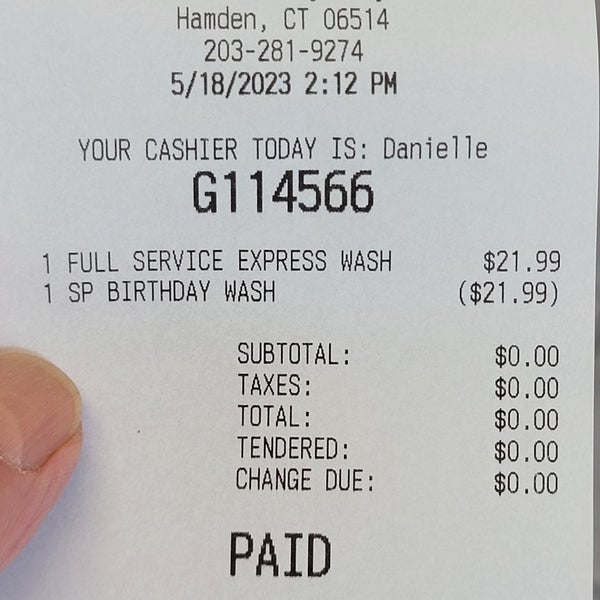 Hamden, CT 06514
203-281-9274
5/18/2023 2:12 PM
YOUR CASHIER TODAY IS: Danielle
G114566
1 FULL SERVICE EXPRESS WASH $21.99
1 SP BIRTHDAY WASH ($21.99)
SUBTOTAL: $0.00
TAXES: $0.00
TOTAL: $0.00
TENDERED: $0.00
CHANGE DUE: $0.00
PAID